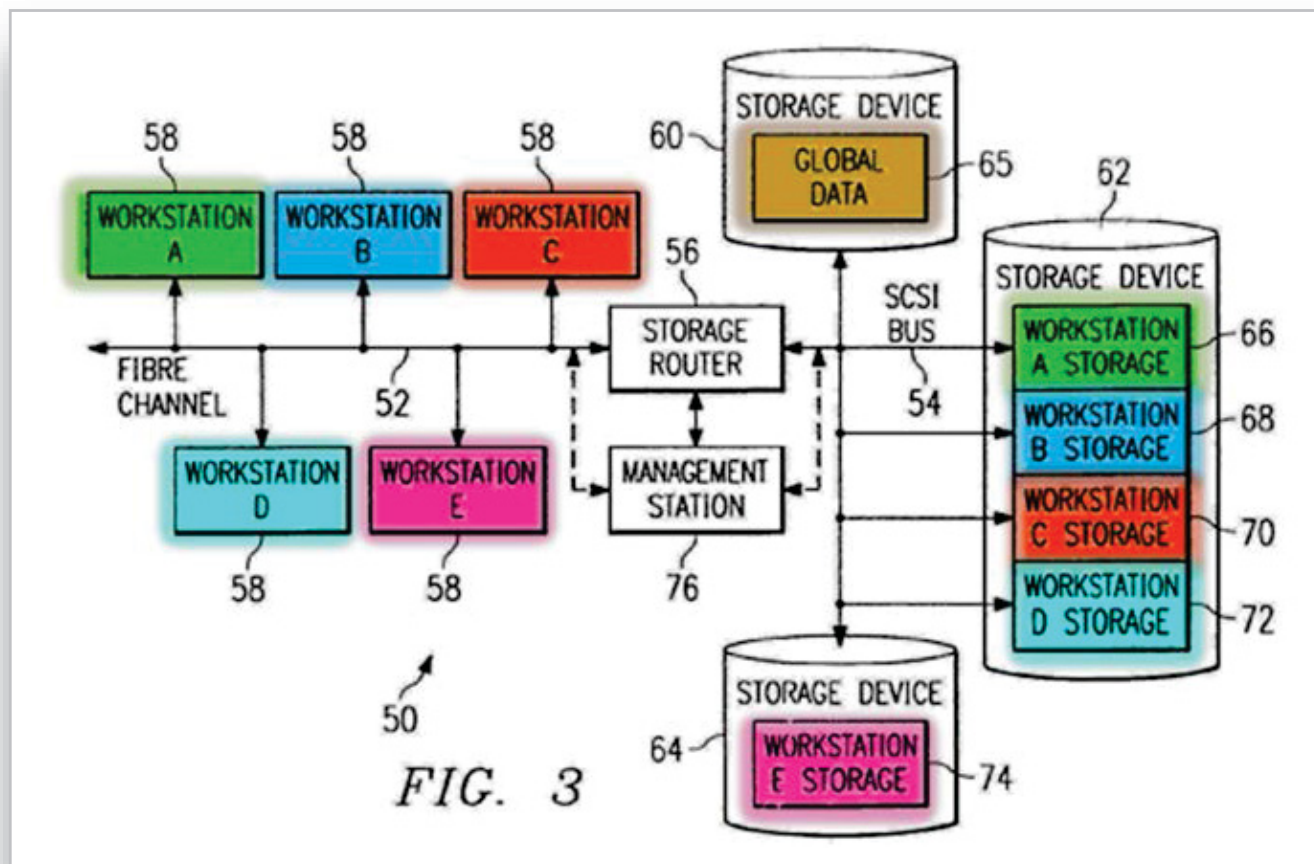 STORAGE DEVICE
60
GLOBAL
DATA
65
58
58
58
62
WORKSTATION
A
WORKSTATION
B
WORKSTATION
C
56
STORAGE
ROUTER
SCSI
BUS
STORAGE DEVICE
WORKSTATION
A STORAGE
66
FIBRE
CHANNEL
52
54
WORKSTATION
B STORAGE
68
WORKSTATION
D
WORKSTATION
E
MANAGEMENT
STATION
WORKSTATION
C STORAGE
70
58
58
76
WORKSTATION
D STORAGE
72
50
STORAGE DEVICE
64
WORKSTATION
E STORAGE
74
FIG. 3